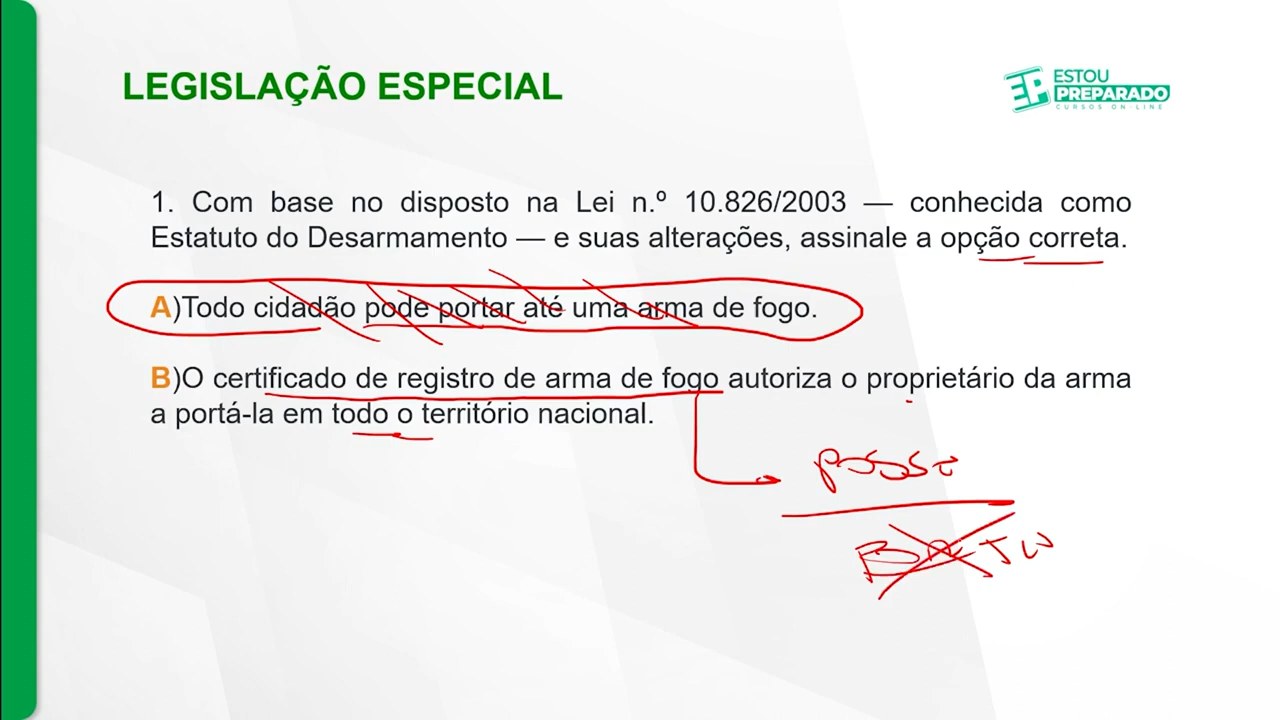 LEGISLAÇÃO ESPECIAL
ESTOU
PREPARADO
CURSOS ON LINE
1. Com base no disposto na Lei n.º 10.826/2003 — conhecida como
Estatuto do Desarmamento — e suas alterações, assinale a opção correta.
A)Todo cidadão pode portar até uma arma de fogo.
B)O certificado de registro de arma de fogo autoriza o proprietário da arma
a portá-la em todo o território nacional.
posse